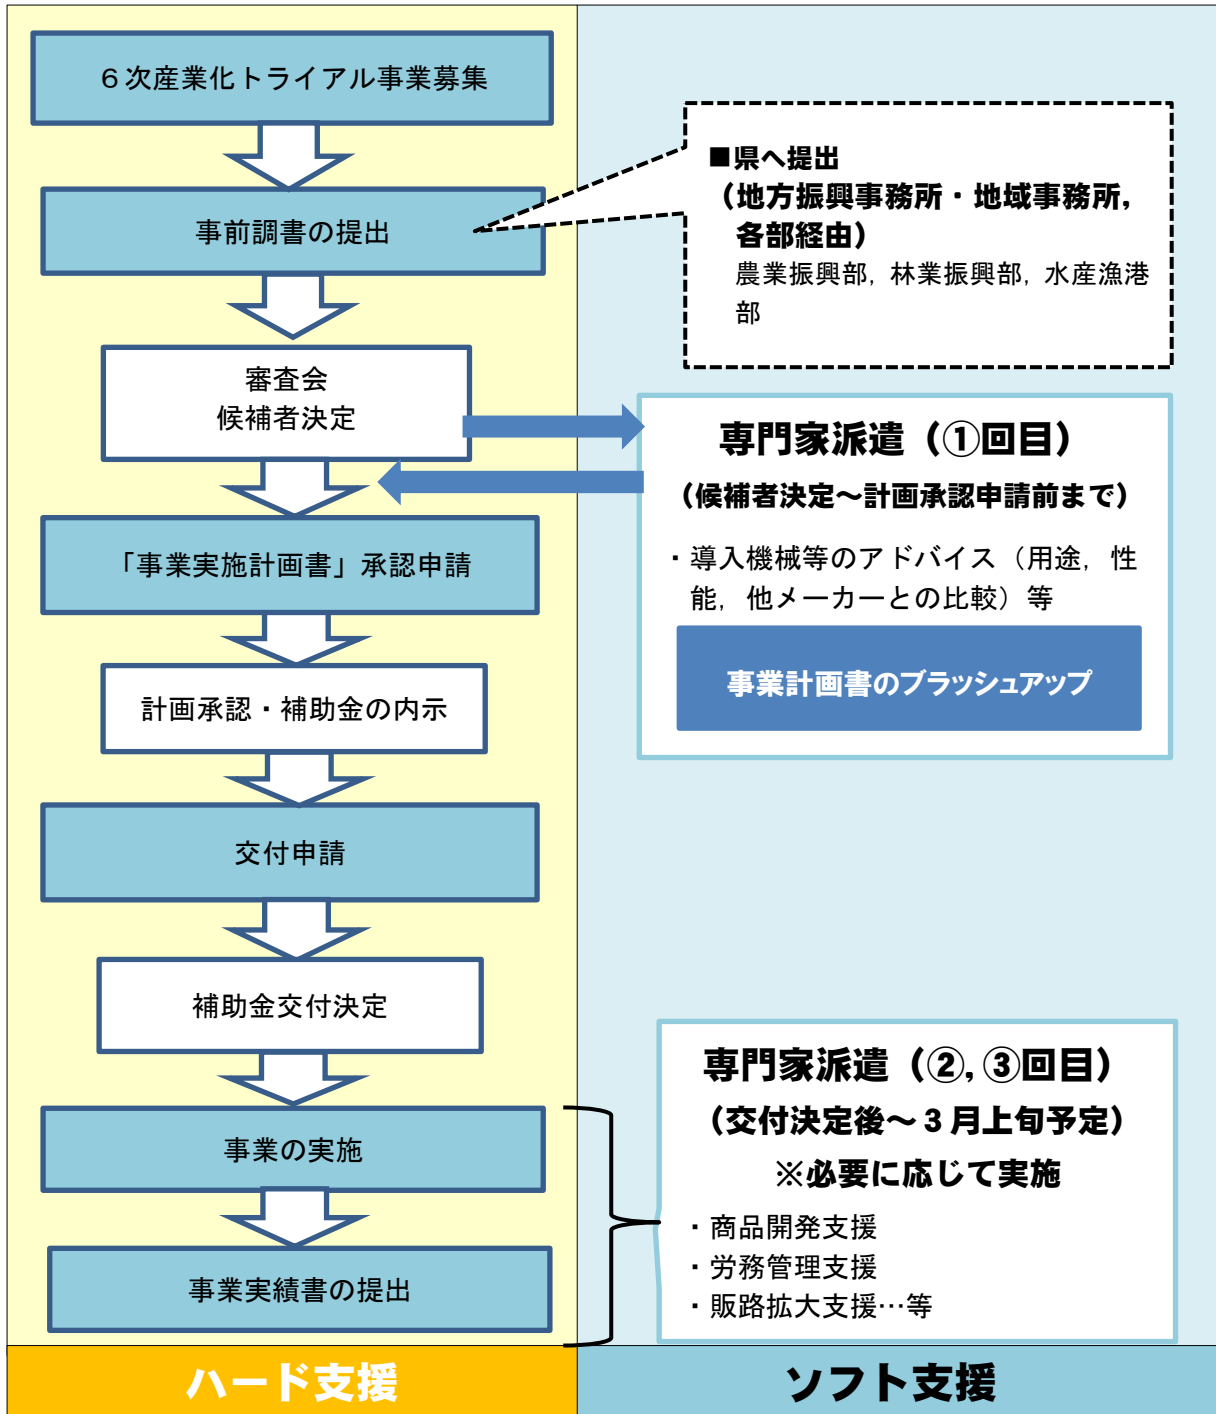 ６次産業化トライアル事業募集
事前調書の提出
■県へ提出
（地方振興事務所・地域事務所，
各部経由）
農業振興部，林業振興部，水産漁港
部
審査会
候補者決定
専門家派遣（①回目）
（候補者決定～計画承認申請前まで）
・導入機械等のアドバイス（用途，性
能，他メーカーとの比較）等
事業計画書のブラッシュアップ
「事業実施計画書」承認申請
計画承認・補助金の内示
交付申請
補助金交付決定
事業の実施
事業実績書の提出
専門家派遣（②，③回目）
（交付決定後～３月上旬予定）
※必要に応じて実施
・商品開発支援
・労務管理支援
・販路拡大支援…等
ハード支援
ソフト支援